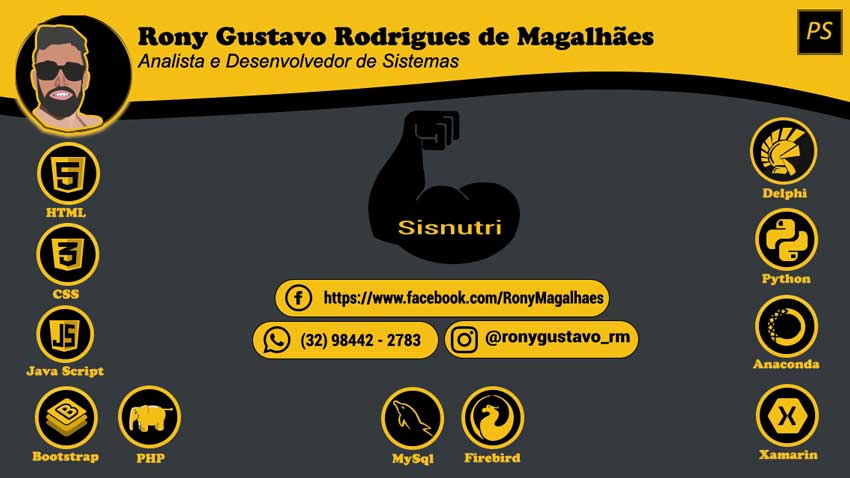 Rony Gustavo Rodrigues de Magalhães
Analista e Desenvolvedor de Sistemas
PS
HTML
CSS
JS
Java Script
B
Bootstrap
PHP
Sisnutri
https://www.facebook.com/RonyMagalhaes
(32) 98442 - 2783
@ronygustavo_rm
MySql
Firebird
Delphi
Python
Anaconda
X
Xamarin